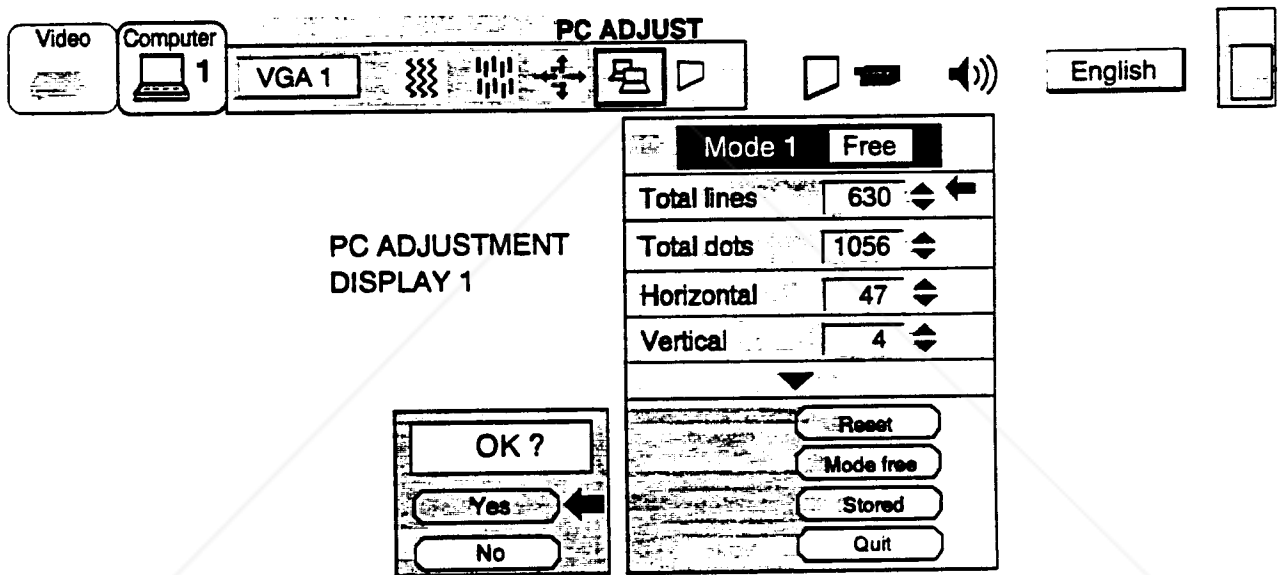 PC ADJUST
Video
Computer
1
VGA 1
English
Mode 1 Free
Total lines 630
Total dots 1056
Horizontal 47
Vertical 4
PC ADJUSTMENT
DISPLAY 1
Reset
Mode free
Stored
Quit
OK ?
Yes
No